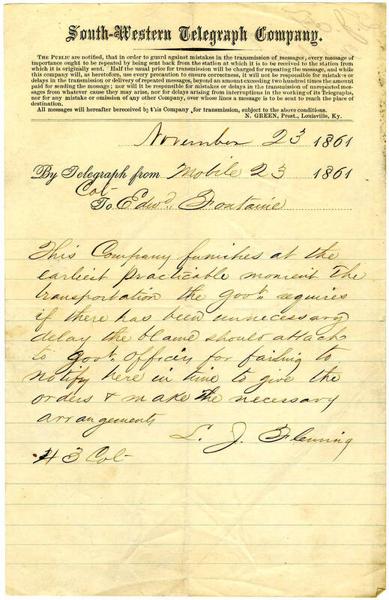 South-Western Telegraph Company.
THE PUBLIC are notified, that in order to guard against mistakes in the transmission of messages, every message of
importance ought to be repeated by being sent back from the station at which it is to be received to the station from
which it is originally sent. Half the usual price for transmission will be charged for repeating the message, and while
this company will, as heretofore, use every precaution to ensure correctness, it will not be responsible for mistakes or
delays in the transmission or delivery of repeated messages, beyond an amount exceeding two hundred times the amount
paid for sending the message; nor will it be responsible for mistakes or delays in the transmission of unrepeated messages
from whatever cause they may arise, nor for delays arising from interruptions in the working of its Telegraphs,
nor for any mistake or omission of any other Company, over whose lines a message is to be sent to reach the place of
destination.
All messages will hereafter be received by this Company for transmission, subject to the above conditions.
N. GREEN, Prest., Louisville, Ky.
November 23 1861
By Telegraph from Mobile 23 1861
Col-
To Edwd. Fontaine
This Company furnishes at the
earliest practicable moment the
transportation the Govt. requires
if there has been unnecessary
delay the blame should attach
to Govt. Officers for failing to
notify here in time to give the
orders & make the necessary
arrangements
L. J. Fleming
43 Col-